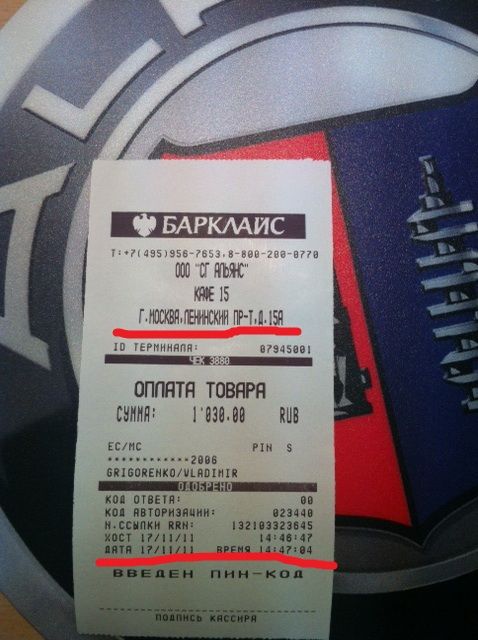 БАРКЛАЙС
Т:+7(495)956-7653,8-800-200-0770
ООО "СГ АЛЬЯНС"
КАФЕ 15
Г.МОСКВА,ЛЕНИНСКИЙ ПР-Т,Д.15А
ID ТЕРМИНАЛА: 07945001
ЧЕК 3880
ОПЛАТА ТОВАРА
СУММА: 1'030.00 RUB
EC/MC PIN S
************2006
GRIGORENKO/VLADIMIR
ОДОБРЕНО
КОД ОТВЕТА: 00
КОД АВТОРИЗАЦИИ: 023440
N.ССЫЛКИ RRN: 132103323645
ХОСТ 17/11/11 14:46:47
ДАТА 17/11/11 ВРЕМЯ 14:47:04
ВВЕДЕН ПИН-КОД
ПОДПИСЬ КАССИРА